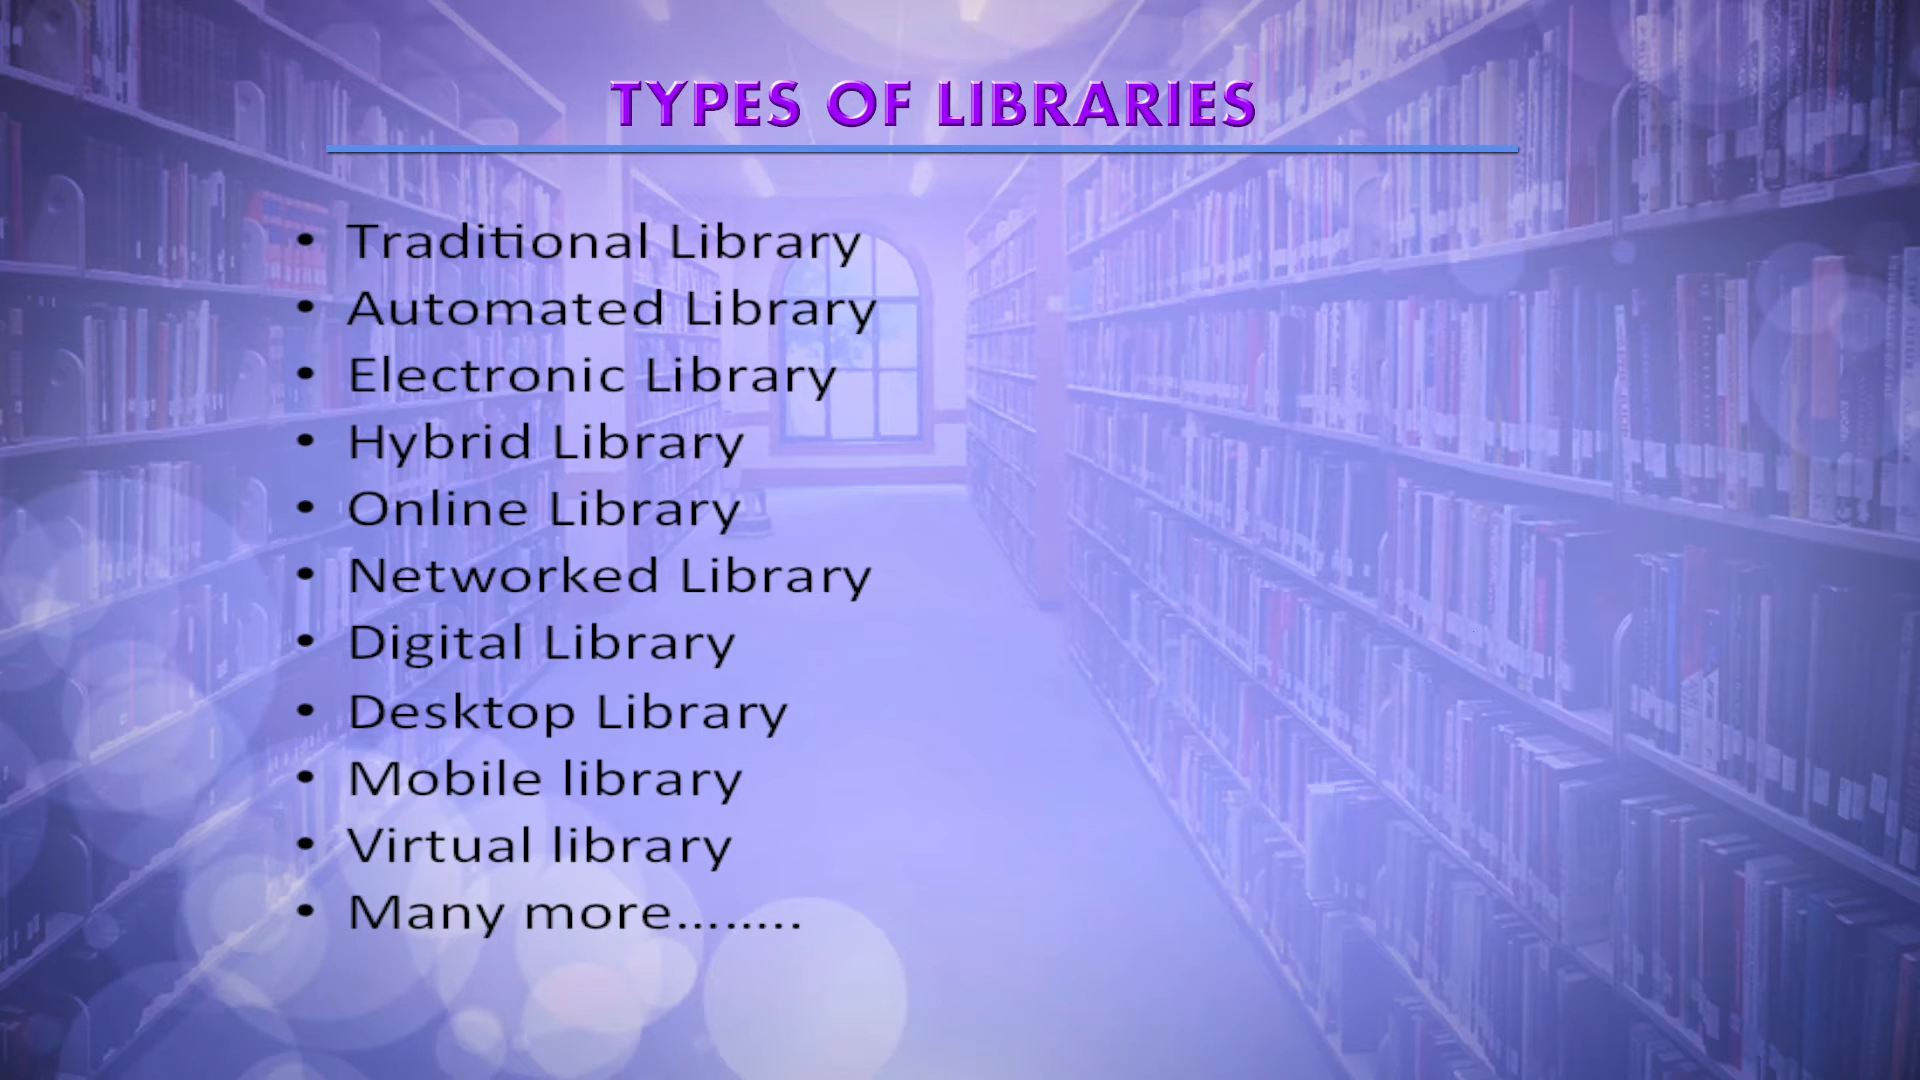 TYPES OF LIBRARIES
• Traditional Library
• Automated Library
• Electronic Library
• Hybrid Library
• Online Library
• Networked Library
• Digital Library
• Desktop Library
• Mobile library
• Virtual library
• Many more........